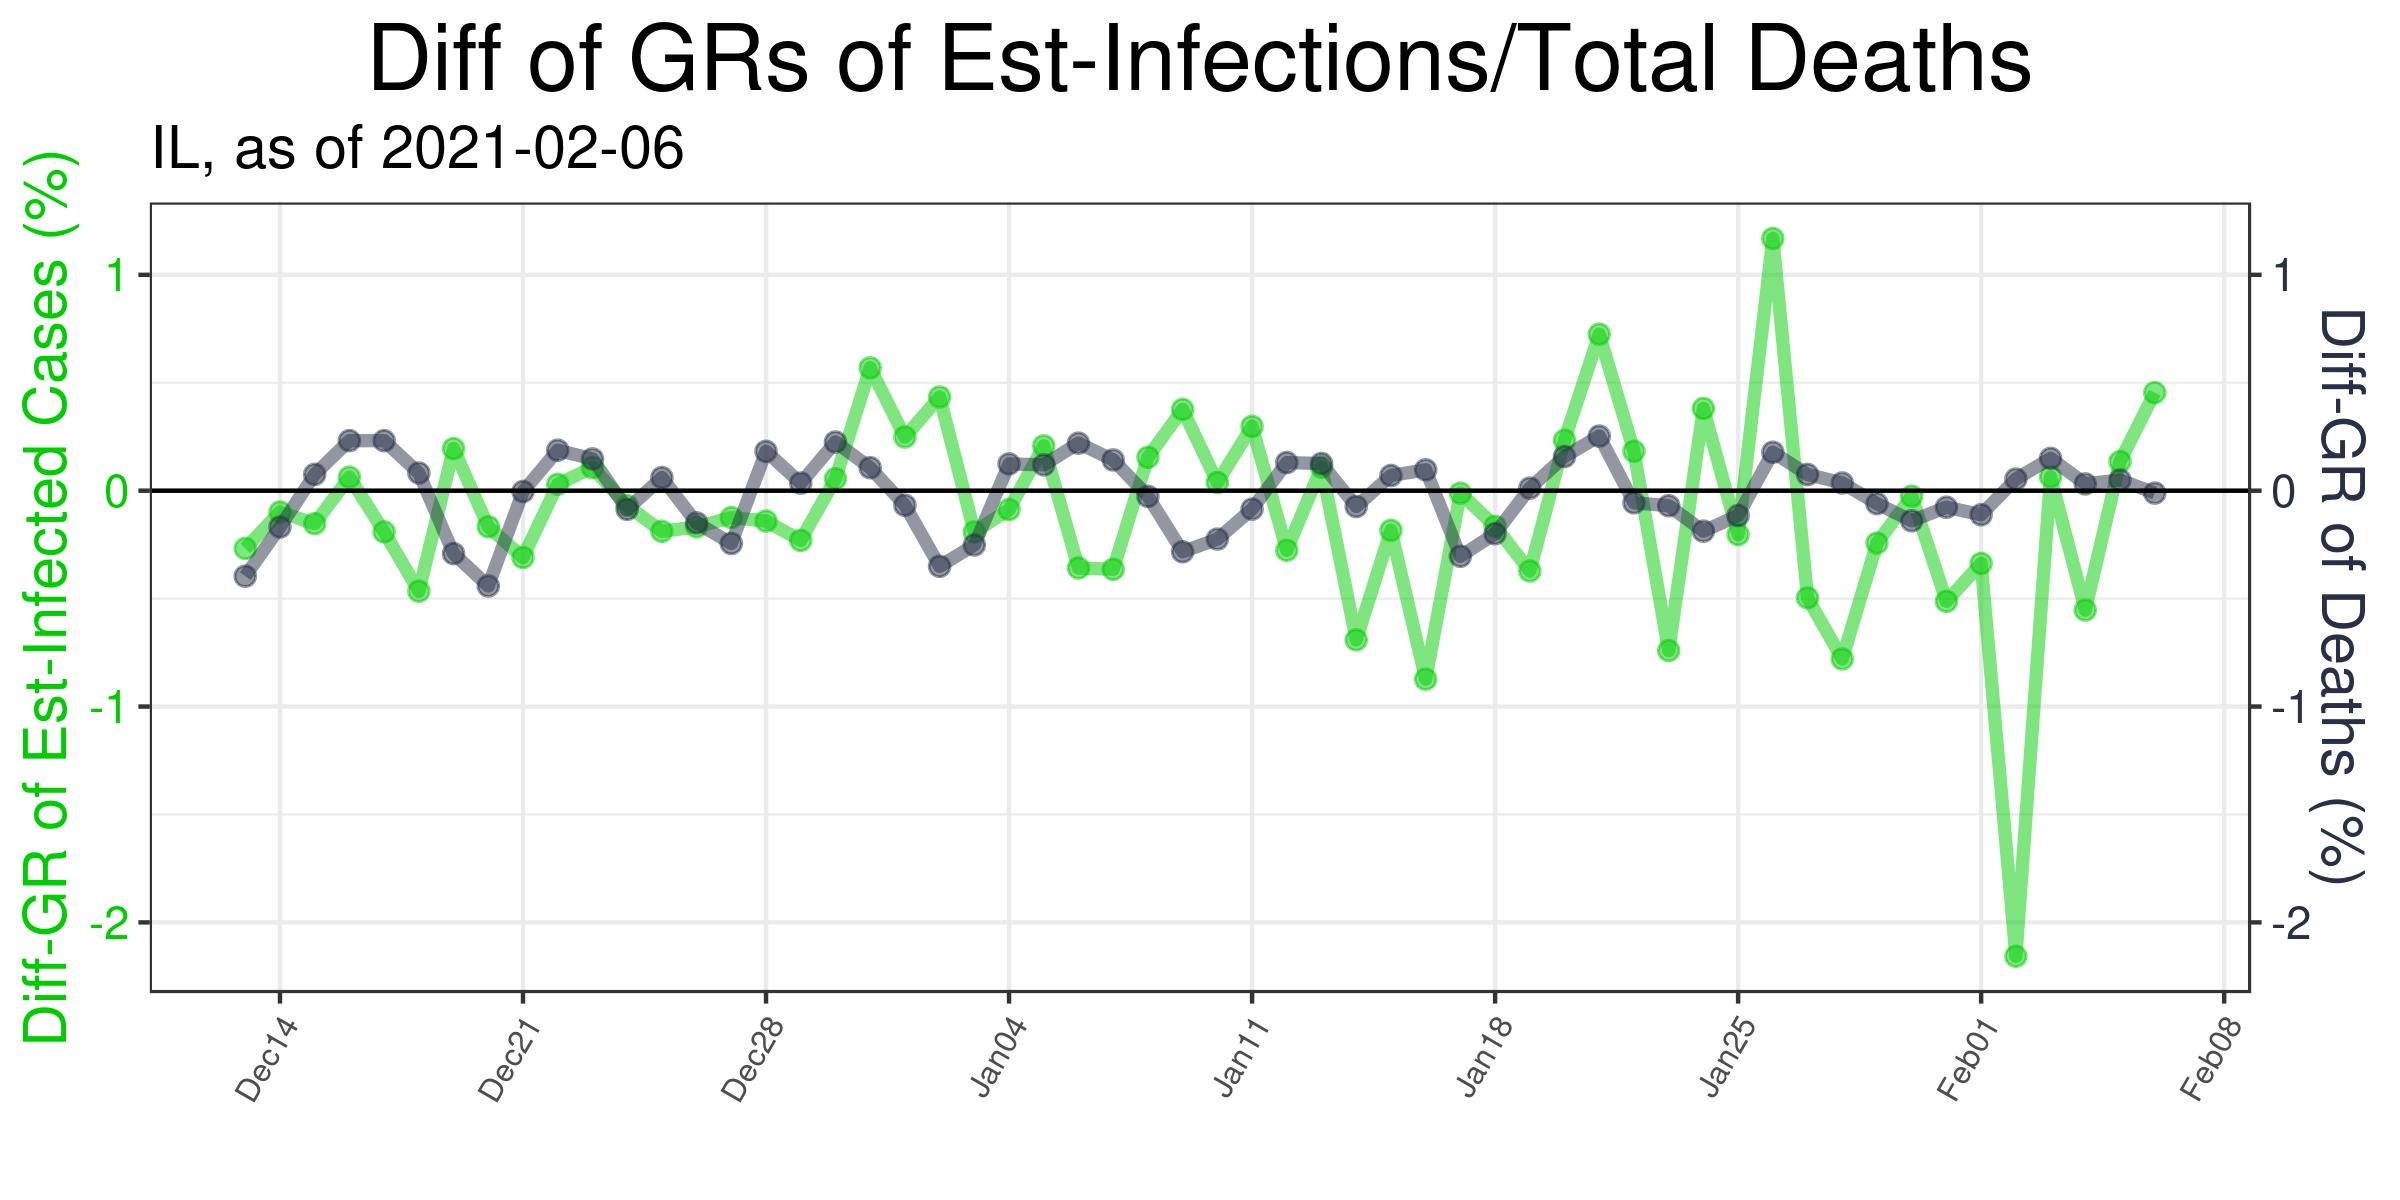 Diff of GRs of Est-Infections/Total Deaths
IL, as of 2021-02-06
Diff-GR of Est-Infected Cases (%)
1
0
-1
-2
1
0
-1
-2
Diff-GR of Deaths (%)
Dec14
Dec21
Dec28
Jan04
Jan11
Jan18
Jan25
Feb01
Feb08